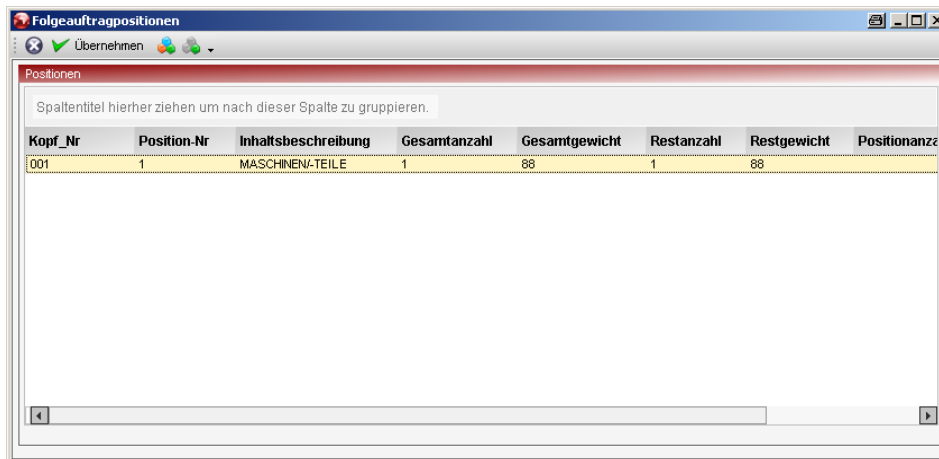 Folgeauftragpositionen
Übernehmen
Positionen
Spaltentitel hierher ziehen um nach dieser Spalte zu gruppieren.
Kopf_Nr Position-Nr Inhaltsbeschreibung Gesamtanzahl Gesamtgewicht Restanzahl Restgewicht Positionanza
001 1 MASCHINEN/-TEILE 1 88 1 88